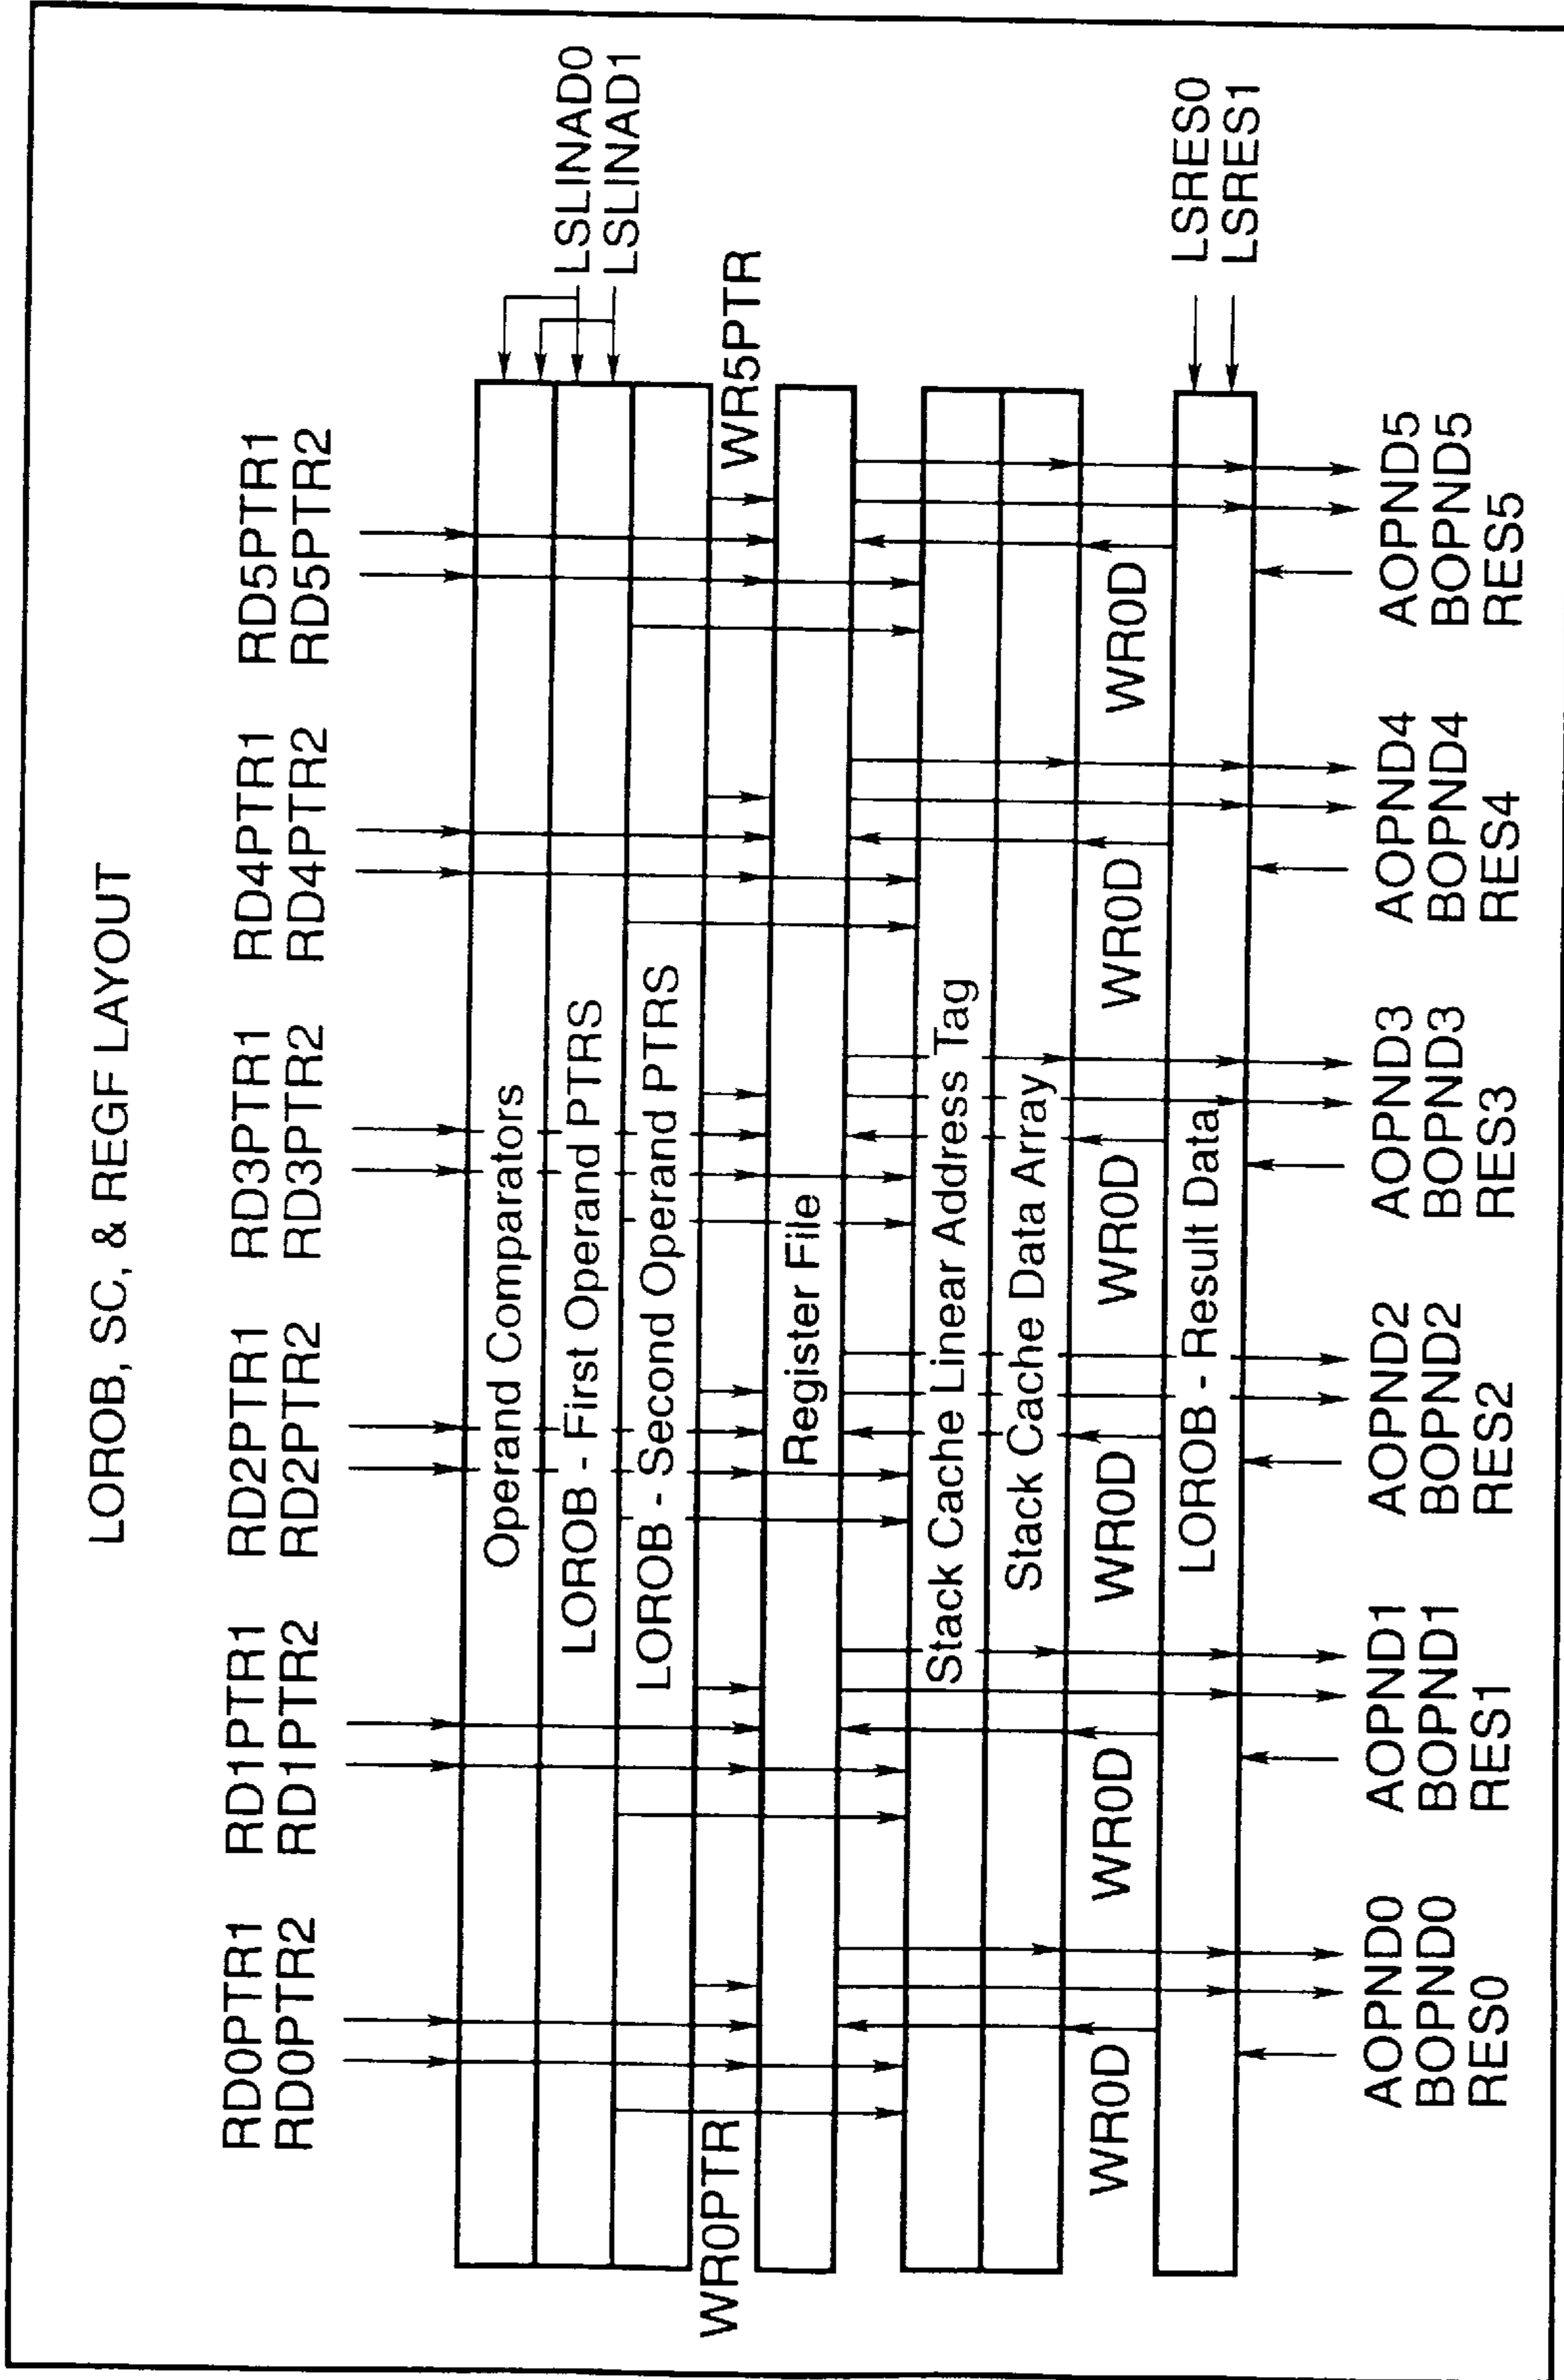 LOROB, SC, & REGF LAYOUT
RD0PTR1 RD1PTR1 RD2PTR1 RD3PTR1 RD4PTR1 RD5PTR1
RD0PTR2 RD1PTR2 RD2PTR2 RD3PTR2 RD4PTR2 RD5PTR2
Operand Comparators
LSLINAD0
LOROB - First Operand PTRS
LSLINAD1
LOROB - Second Operand PTRS
WR0PTR WR5PTR
Register File
Stack Cache Linear Address Tag
Stack Cache Data Array
WR0D WR0D WR0D WR0D WR0D WR0D
LOROB - Result Data
LSRES0
LSRES1
AOPND0 AOPND1 AOPND2 AOPND3 AOPND4 AOPND5
BOPND0 BOPND1 BOPND2 BOPND3 BOPND4 BOPND5
RES0 RES1 RES2 RES3 RES4 RES5